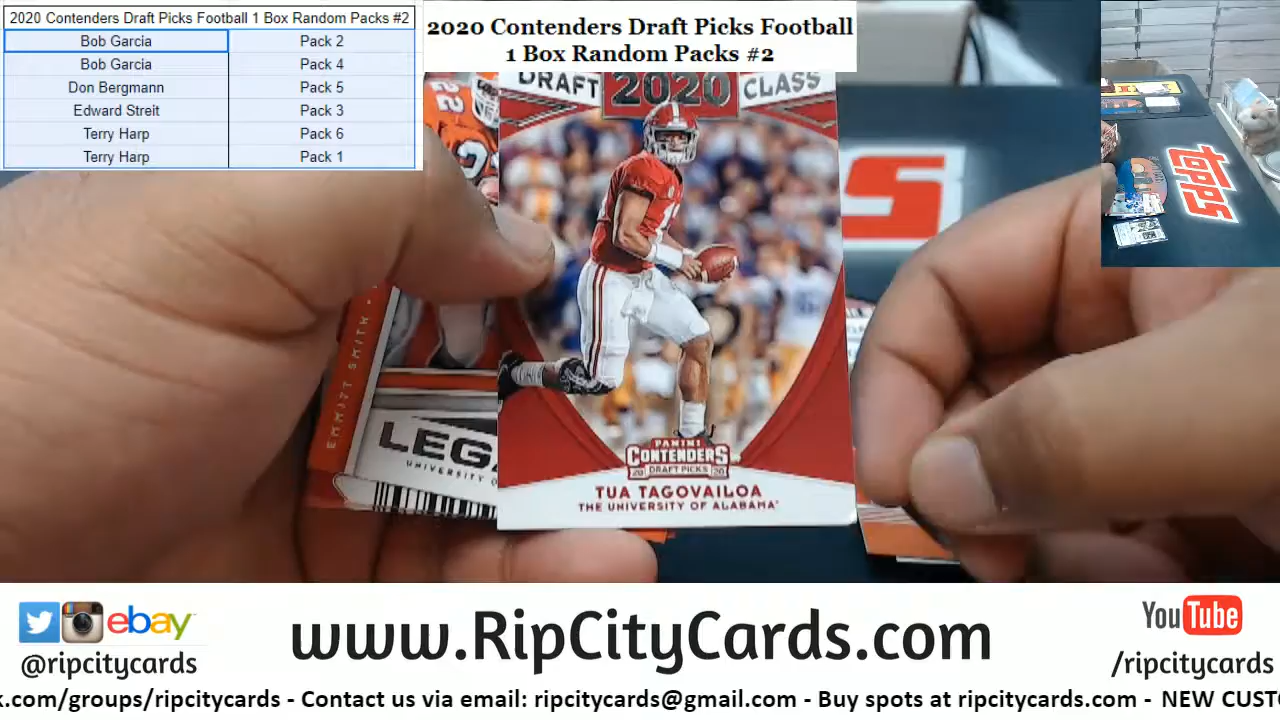 2020 Contenders Draft Picks Football 1 Box Random Packs #2
Bob Garcia Pack 2
Bob Garcia Pack 4
Don Bergmann Pack 5
Edward Streit Pack 3
Terry Harp Pack 6
Terry Harp Pack 1
2020 Contenders Draft Picks Football
1 Box Random Packs #2
DRAFT 2020 CLASS
22
topps
EMMITT SMITH
LEG
UNIVERSITY O
PANINI
CONTENDERS
20 DRAFT PICKS 20
TUA TAGOVAILOA
THE UNIVERSITY OF ALABAMA
ebay
@ripcitycards
www.RipCityCards.com
YouTube
/ripcitycards
k.com/groups/ripcitycards - Contact us via email: ripcitycards@gmail.com - Buy spots at ripcitycards.com - NEW CUSTO